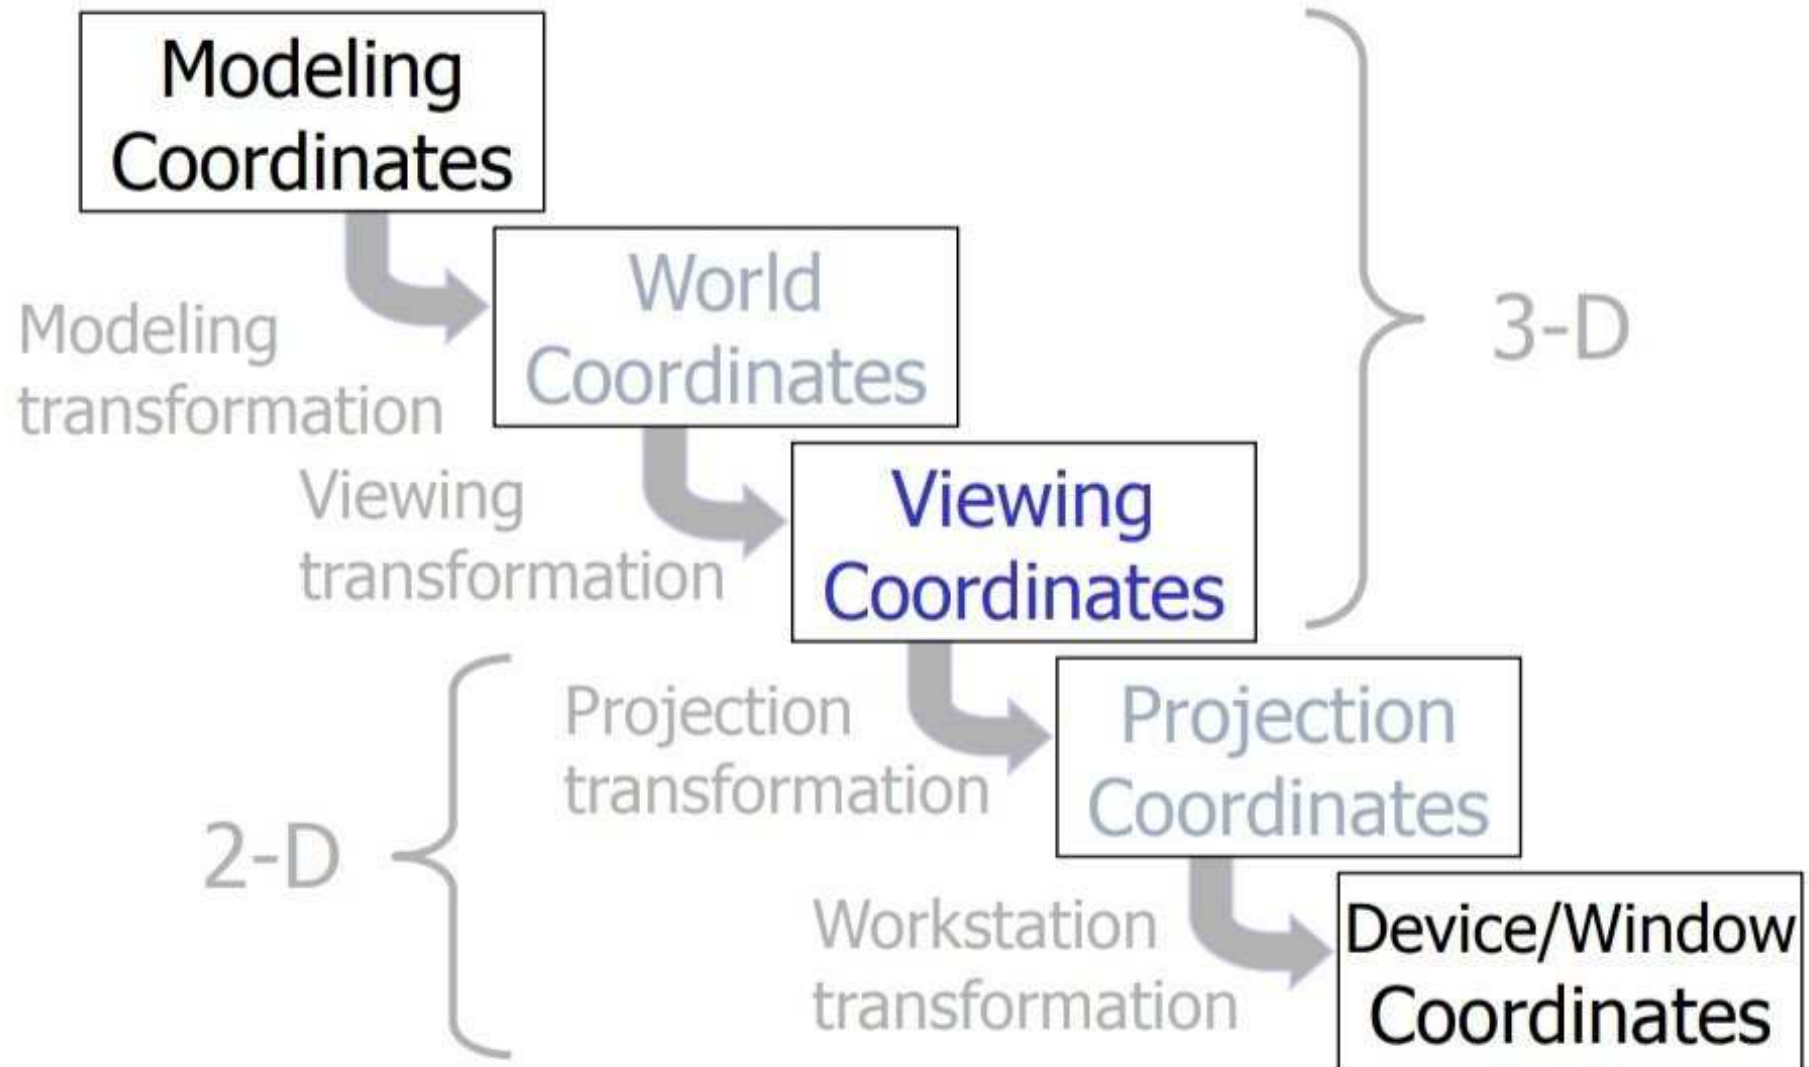 Modeling
Coordinates
World
Coordinates
3-D
Modeling
transformation
Viewing
transformation
Viewing
Coordinates
Projection
transformation
Projection
Coordinates
2-D
Workstation
transformation
Device/Window
Coordinates